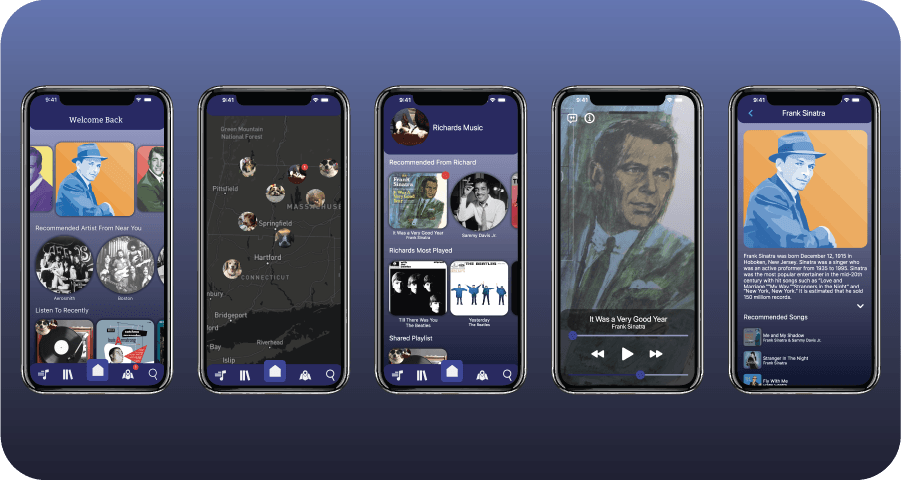 9:41
Welcome Back
Recommended Artist From Near You
Aerosmith
Boston
Listen To Recently
9:41
Green Mountain
National Forest
Pittsfield
MASSACHUSE
Springfield
Hartford
CONNECTICUT
nbury
Bridgeport
ford
Bay
Riverhead
Islip
9:41
Richards Music
Recommended From Richard
Frank
Sinatra
It Was a
Very Good
Year
It Was a Very Good Year
Frank Sinatra
Sammy Davis Jr.
Richards Most Played
THE BEATLES
Till There Was You
The Beatles
Yesterday
The Beatles
Shared Playlist
9:41
It Was a Very Good Year
Frank Sinatra
9:41
Frank Sinatra
Frank Sinatra was born December 12, 1915 in
Hoboken, New Jersey. Sinatra was a singer who
was an active proformer from 1935 to 1995. Sinatra
was the most popular entertainer in the mid-20th
century with hit songs such as "Love and
Marriage""My Way""Strangers in the Night" and
"New York, New York." It is estimated that he sold
150 millions records.
Recommended Songs
Me and My Shadow
Frank Sinatra & Sammy Davis Jr.
Stranger In The Night
Frank Sinatra
Fly With Me